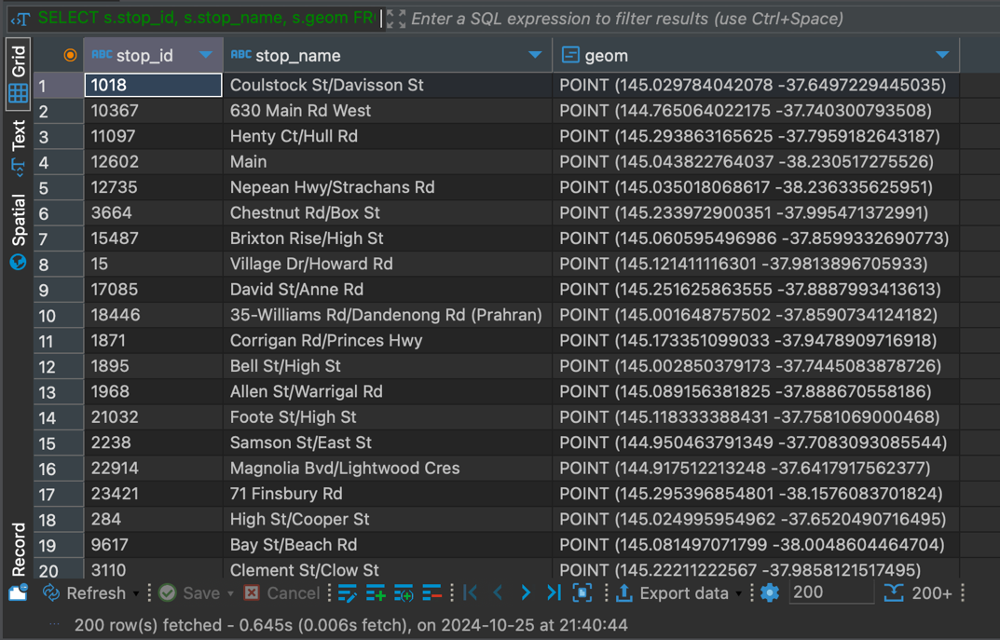 SELECT s.stop_id, s.stop_name, s.geom FR Enter a SQL expression to filter results (use Ctrl+Space)
Grid
Text
Spatial
Record
ABC stop_id ABC stop_name geom
1 1018 Coulstock St/Davisson St POINT (145.029784042078 -37.6497229445035)
2 10367 630 Main Rd West POINT (144.765064022175 -37.740300793508)
3 11097 Henty Ct/Hull Rd POINT (145.293863165625 -37.7959182643187)
4 12602 Main POINT (145.043822764037 -38.230517275526)
5 12735 Nepean Hwy/Strachans Rd POINT (145.035018068617 -38.236335625951)
6 3664 Chestnut Rd/Box St POINT (145.233972900351 -37.995471372991)
7 15487 Brixton Rise/High St POINT (145.060595496986 -37.8599332690773)
8 15 Village Dr/Howard Rd POINT (145.121411116301 -37.9813896705933)
9 17085 David St/Anne Rd POINT (145.251625863555 -37.8887993413613)
10 18446 35-Williams Rd/Dandenong Rd (Prahran) POINT (145.001648757502 -37.8590734124182)
11 1871 Corrigan Rd/Princes Hwy POINT (145.173351099033 -37.9478909716918)
12 1895 Bell St/High St POINT (145.002850379173 -37.7445083878726)
13 1968 Allen St/Warrigal Rd POINT (145.089156381825 -37.888670558186)
14 21032 Foote St/High St POINT (145.118333388431 -37.7581069000468)
15 2238 Samson St/East St POINT (144.950463791349 -37.7083093085544)
16 22914 Magnolia Bvd/Lightwood Cres POINT (144.917512213248 -37.6417917562377)
17 23421 71 Finsbury Rd POINT (145.295396854801 -38.1576083701824)
18 284 High St/Cooper St POINT (145.024995954962 -37.6520490716495)
19 9617 Bay St/Beach Rd POINT (145.081497071799 -38.0048604464704)
20 3110 Clement St/Clow St POINT (145.22211222567 -37.9858121517495)
Refresh Save Cancel Export data 200 200+
200 row(s) fetched - 0.645s (0.006s fetch), on 2024-10-25 at 21:40:44